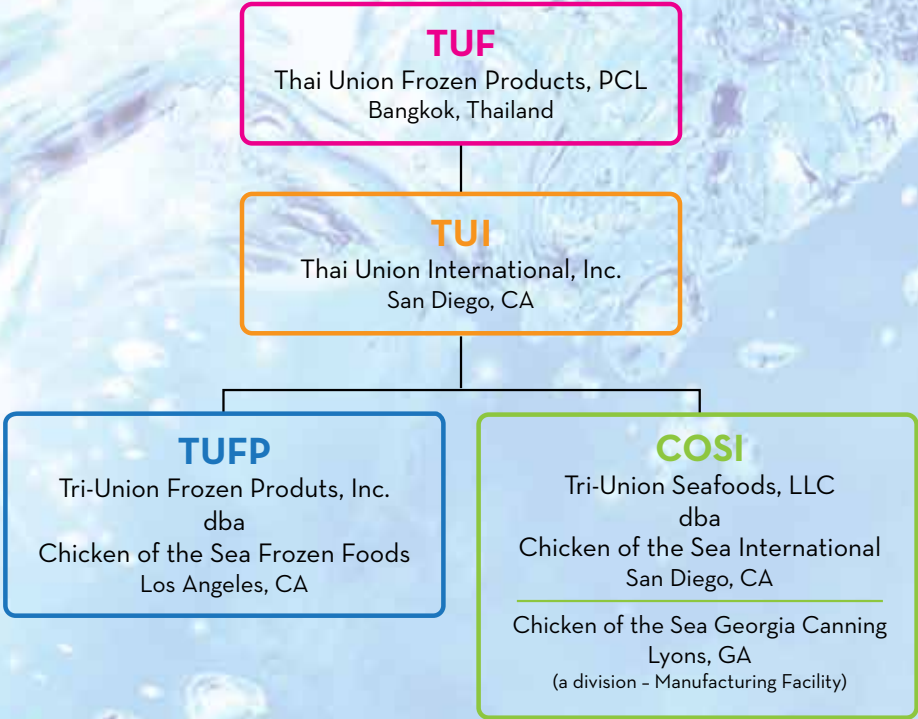 TUF
Thai Union Frozen Products, PCL
Bangkok, Thailand
TUI
Thai Union International, Inc.
San Diego, CA
TUFP
Tri-Union Frozen Produts, Inc.
dba
Chicken of the Sea Frozen Foods
Los Angeles, CA
COSI
Tri-Union Seafoods, LLC
dba
Chicken of the Sea International
San Diego, CA
Chicken of the Sea Georgia Canning
Lyons, GA
(a division – Manufacturing Facility)